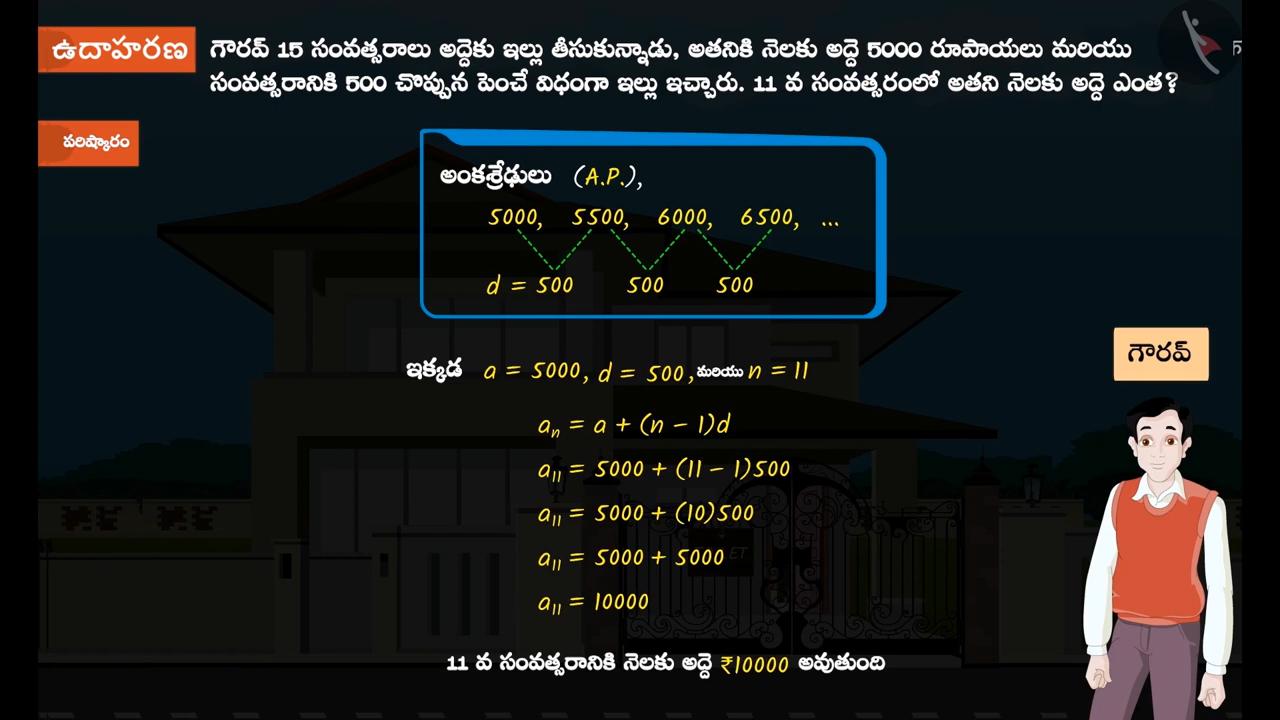 ఉదాహరణ
గౌరవ్ 15 సంవత్సరాలు అద్దెకు ఇల్లు తీసుకున్నాడు, అతనికి నెలకు అద్దె 5000 రూపాయలు మరియు
సంవత్సరానికి 500 చొప్పున పెంచే విధంగా ఇల్లు ఇచ్చారు. 11 వ సంవత్సరంలో అతని నెలకు అద్దె ఎంత?
పరిష్కారం
అంకశ్రేఢులు (A.P.),
5000, 5500, 6000, 6500, ...
d = 500 500 500
ఇక్కడ a = 5000, d = 500, మరియు n = 11
aₙ = a + (n − 1)d
a₁₁ = 5000 + (11 − 1)500
a₁₁ = 5000 + (10)500
a₁₁ = 5000 + 5000
a₁₁ = 10000
11 వ సంవత్సరానికి నెలకు అద్దె ₹10000 అవుతుంది
గౌరవ్